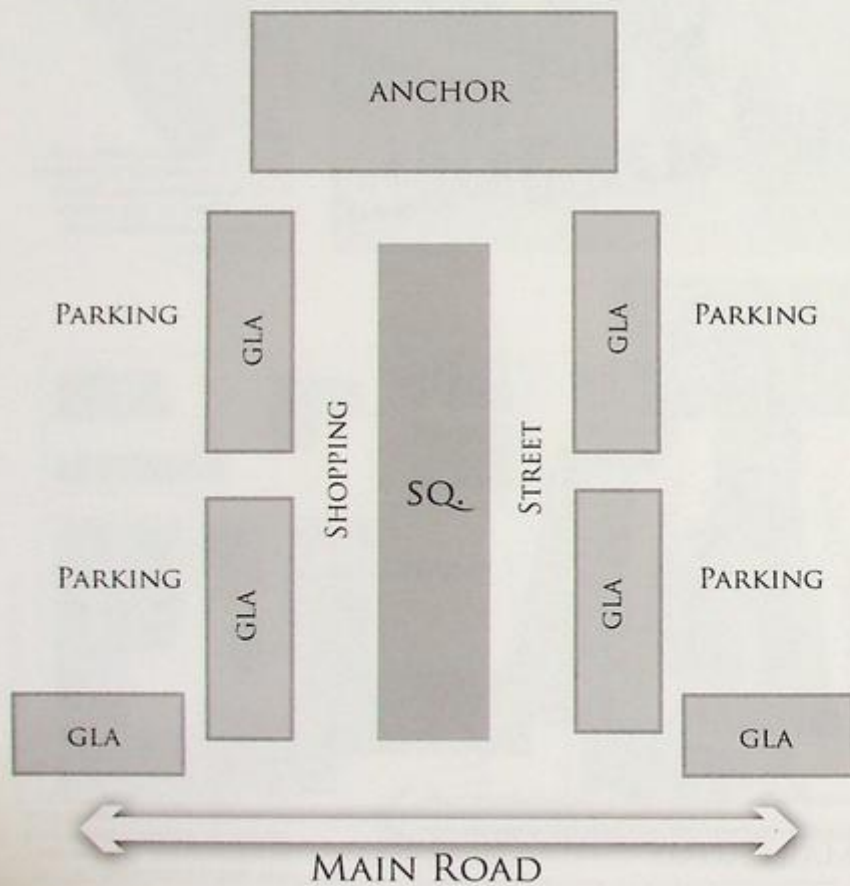 ANCHOR
PARKING
GLA
GLA
PARKING
SHOPPING
SQ.
STREET
PARKING
GLA
GLA
PARKING
GLA
GLA
MAIN ROAD